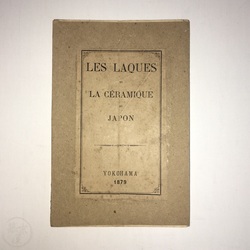 LES LAQUES
LA CÉRAMIQUE
JAPON
YOKOHAMA
1879